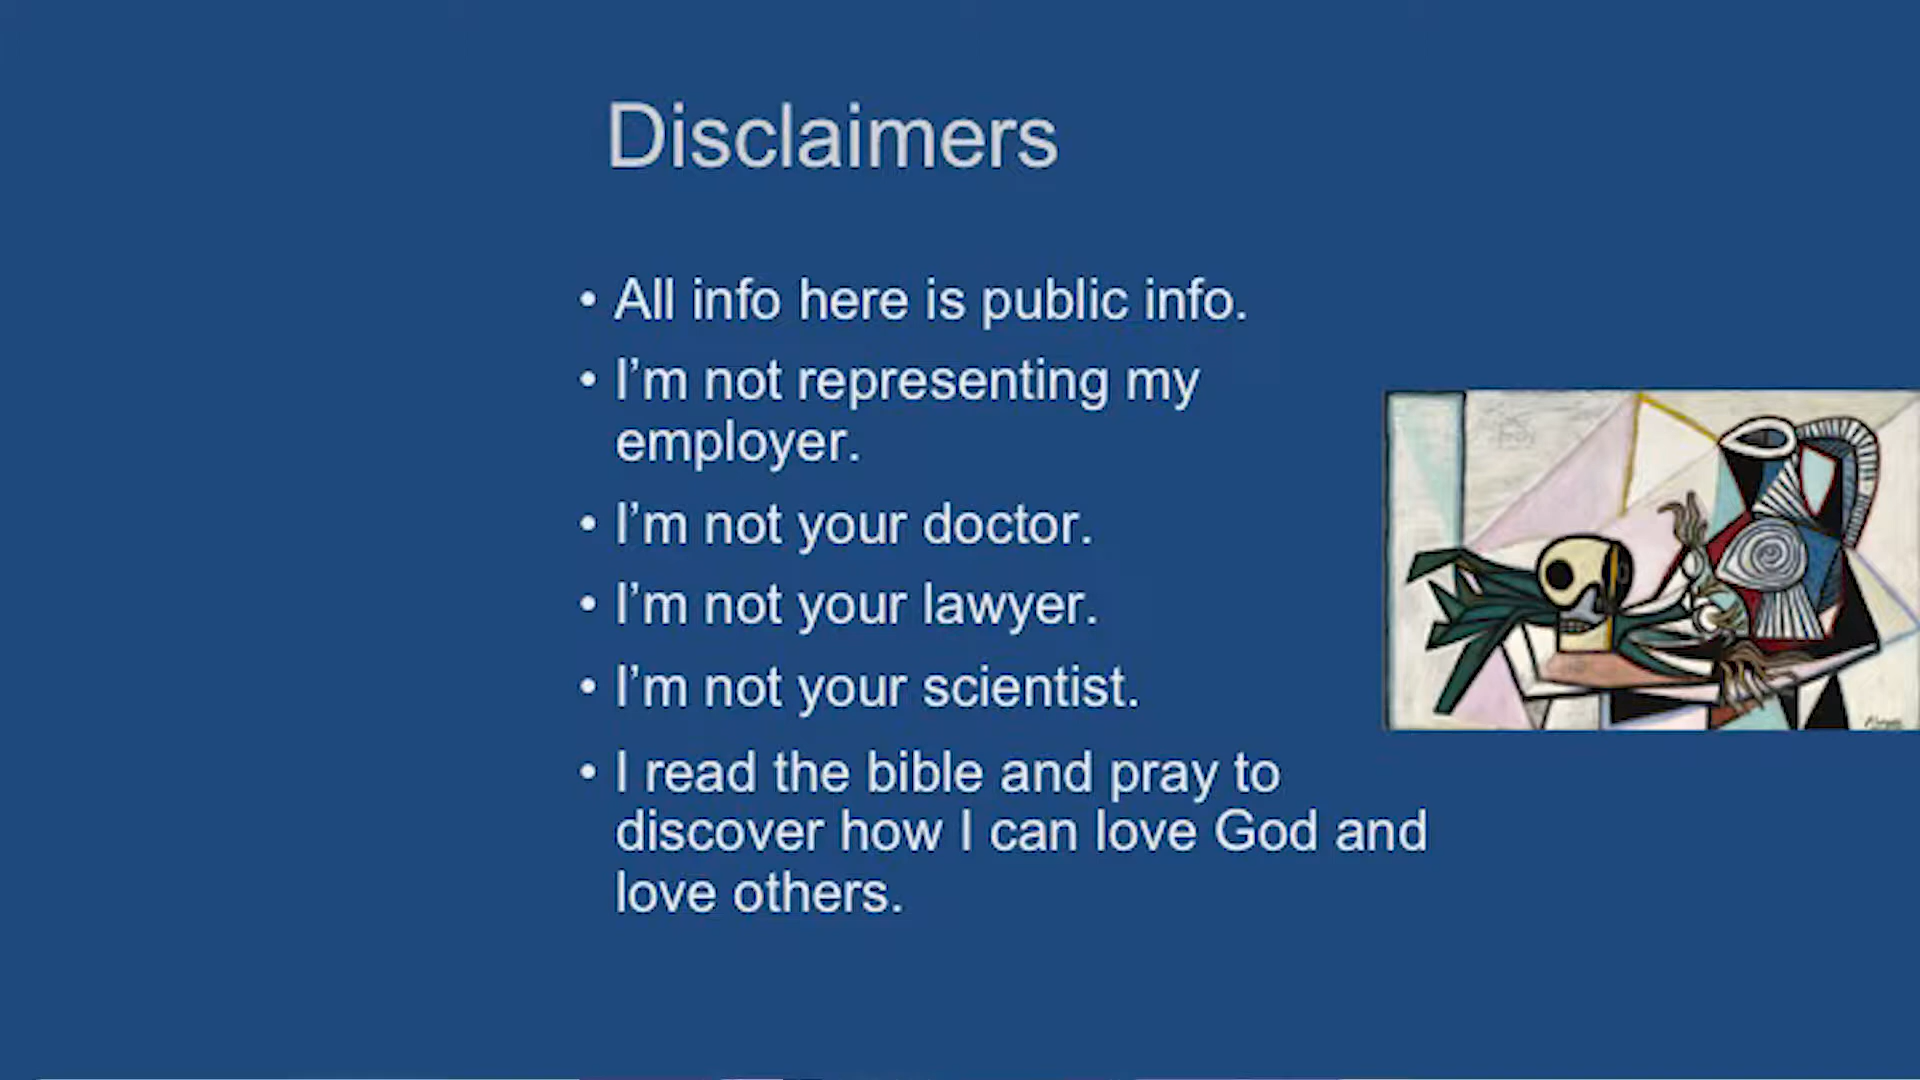 Disclaimers
• All info here is public info.
• I’m not representing my
employer.
• I’m not your doctor.
• I’m not your lawyer.
• I’m not your scientist.
• I read the bible and pray to
discover how I can love God and
love others.